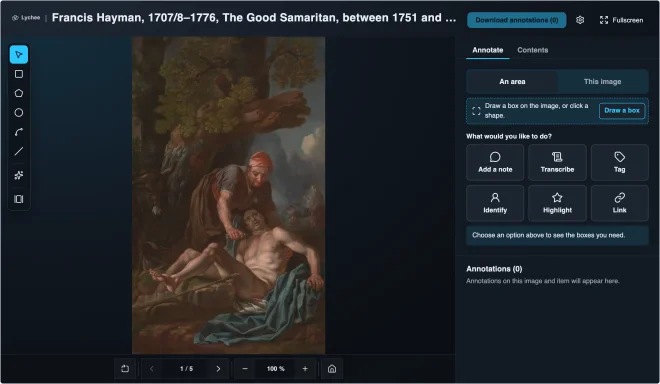 Lychee | Francis Hayman, 1707/8–1776, The Good Samaritan, between 1751 and ...
Download annotations (0)
Fullscreen
Annotate
Contents
An area
This image
Draw a box on the image, or click a
shape.
Draw a box
What would you like to do?
Add a note
Transcribe
Tag
Identify
Highlight
Link
Choose an option above to see the boxes you need.
Annotations (0)
Annotations on this image and item will appear here.
1 / 5
100 %